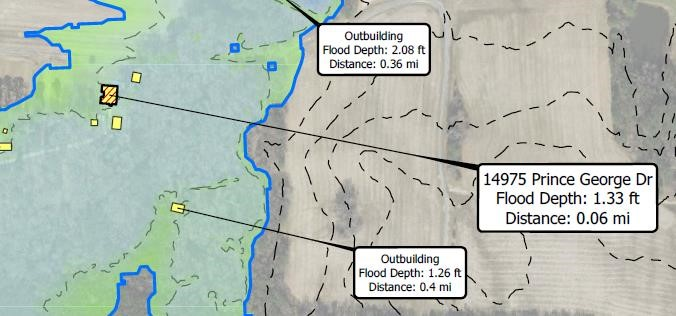 Outbuilding
Flood Depth: 2.08 ft
Distance: 0.36 mi
14975 Prince George Dr
Flood Depth: 1.33 ft
Distance: 0.06 mi
Outbuilding
Flood Depth: 1.26 ft
Distance: 0.4 mi